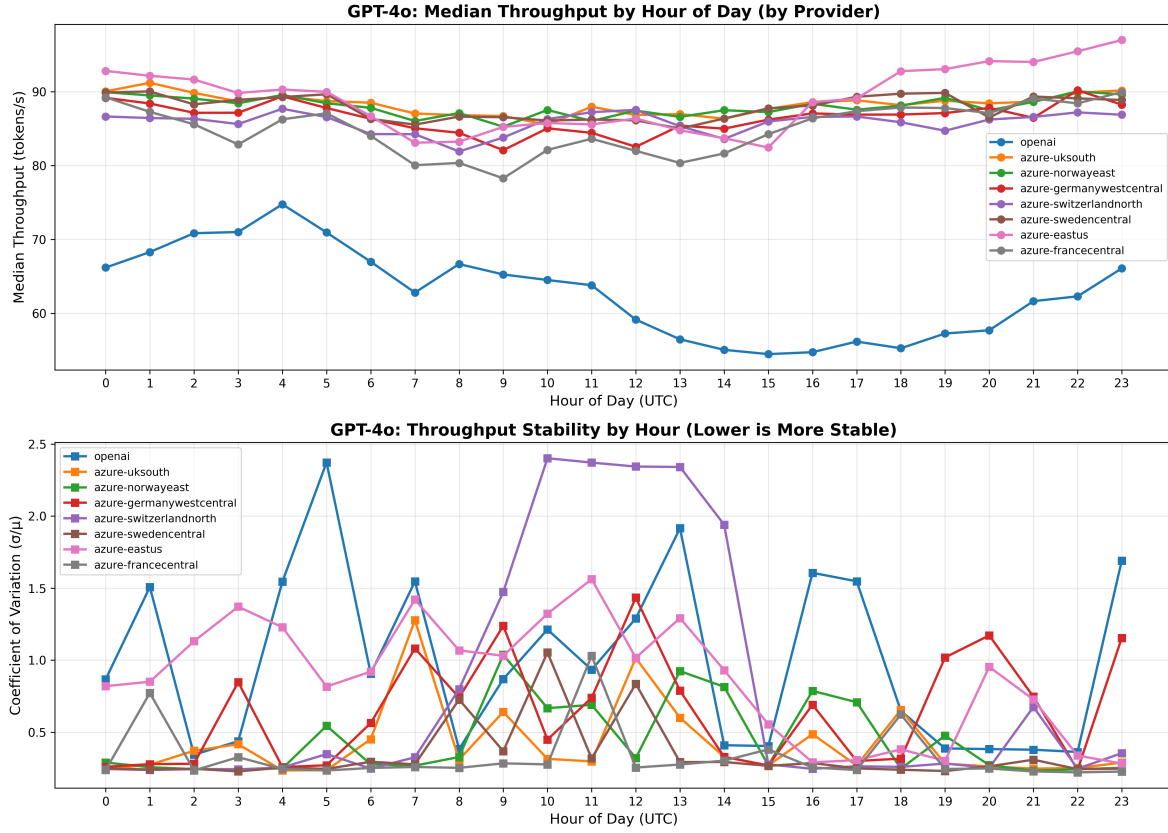 GPT-4o: Median Throughput by Hour of Day (by Provider)
Median Throughput (tokens/s)
90
80
70
60
openai
azure-uksouth
azure-norwayeast
azure-germanywestcentral
azure-switzerlandnorth
azure-swedencentral
azure-eastus
azure-francecentral
0 1 2 3 4 5 6 7 8 9 10 11 12 13 14 15 16 17 18 19 20 21 22 23
Hour of Day (UTC)
GPT-4o: Throughput Stability by Hour (Lower is More Stable)
Coefficient of Variation (σ/μ)
2.5
2.0
1.5
1.0
0.5
openai
azure-uksouth
azure-norwayeast
azure-germanywestcentral
azure-switzerlandnorth
azure-swedencentral
azure-eastus
azure-francecentral
0 1 2 3 4 5 6 7 8 9 10 11 12 13 14 15 16 17 18 19 20 21 22 23
Hour of Day (UTC)